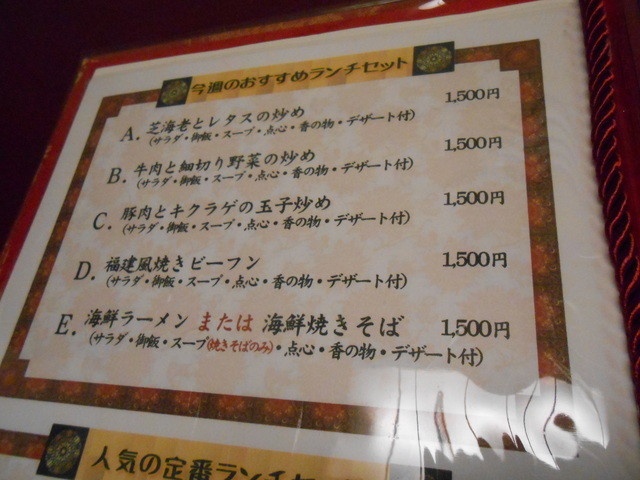 今週のおすすめランチセット
A. 芝海老とレタスの炒め 1,500円
(サラダ・御飯・スープ・点心・香の物・デザート付)
B. 牛肉と細切り野菜の炒め 1,500円
(サラダ・御飯・スープ・点心・香の物・デザート付)
C. 豚肉とキクラゲの玉子炒め 1,500円
(サラダ・御飯・スープ・点心・香の物・デザート付)
D. 福建風焼きビーフン 1,500円
(サラダ・御飯・スープ・点心・香の物・デザート付)
E. 海鮮ラーメン または 海鮮焼きそば 1,500円
(サラダ・御飯・スープ(焼きそばのみ)・点心・香の物・デザート付)
人気の定番ランチセ